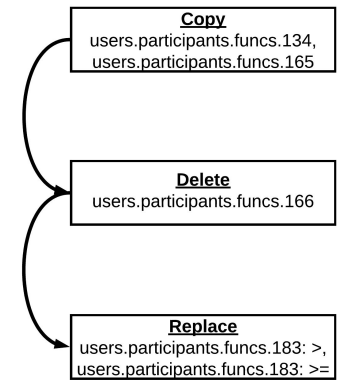 Copy
users.participants.funcs.134,
users.participants.funcs.165
Delete
users.participants.funcs.166
Replace
users.participants.funcs.183: >,
users.participants.funcs.183: >=